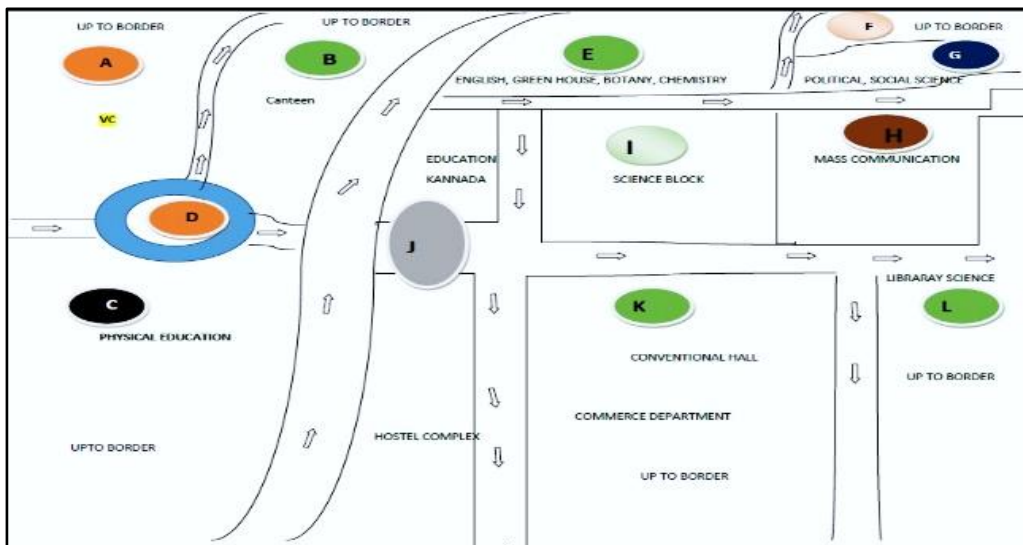 UP TO BORDER
UP TO BORDER
F
UP TO BORDER
A
B
E
G
ENGLISH, GREEN HOUSE, BOTANY, CHEMISTRY
POLITICAL, SOCIAL SCIENCE
Canteen
VC
I
H
EDUCATION
KANNADA
SCIENCE BLOCK
MASS COMMUNICATION
D
J
LIBRARAY SCIENCE
C
K
L
PHYSICAL EDUCATION
CONVENTIONAL HALL
UP TO BORDER
COMMERCE DEPARTMENT
HOSTEL COMPLEX
UPTO BORDER
UP TO BORDER